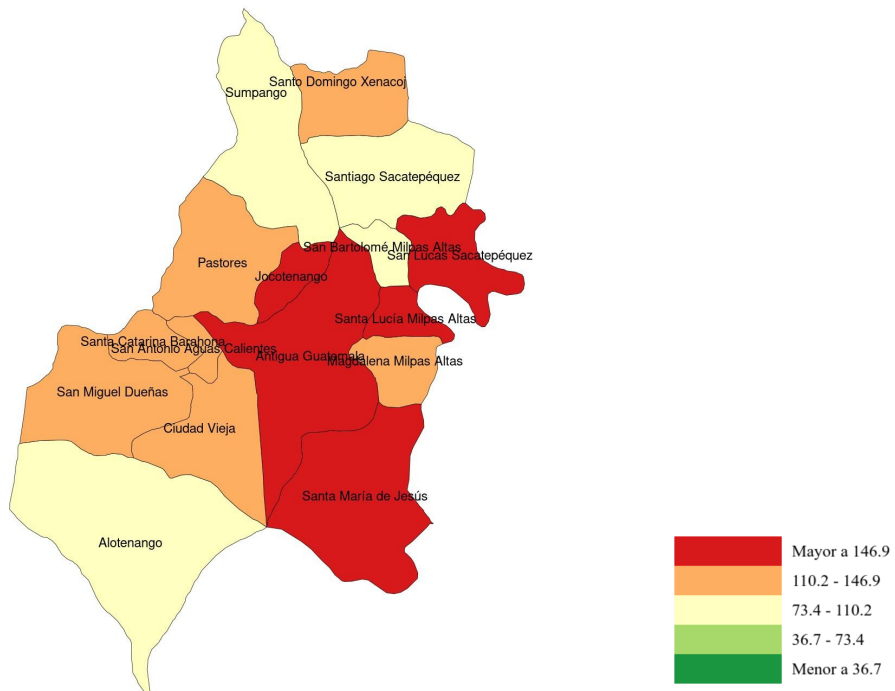 Santo Domingo Xenacoj
Sumpango
Santiago Sacatepéquez
San Bartolomé Milpas Altas
San Lucas Sacatepéquez
Pastores
Jocotenango
Santa Lucía Milpas Altas
Santa Catarina Barahona
San Antonio Aguas Calientes
Antigua Guatemala
Magdalena Milpas Altas
San Miguel Dueñas
Ciudad Vieja
Santa María de Jesús
Alotenango
Mayor a 146.9
110.2 - 146.9
73.4 - 110.2
36.7 - 73.4
Menor a 36.7